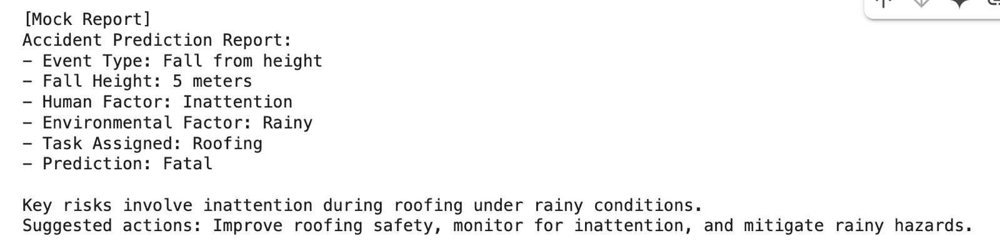 [Mock Report]
Accident Prediction Report:
- Event Type: Fall from height
- Fall Height: 5 meters
- Human Factor: Inattention
- Environmental Factor: Rainy
- Task Assigned: Roofing
- Prediction: Fatal
Key risks involve inattention during roofing under rainy conditions.
Suggested actions: Improve roofing safety, monitor for inattention, and mitigate rainy hazards.